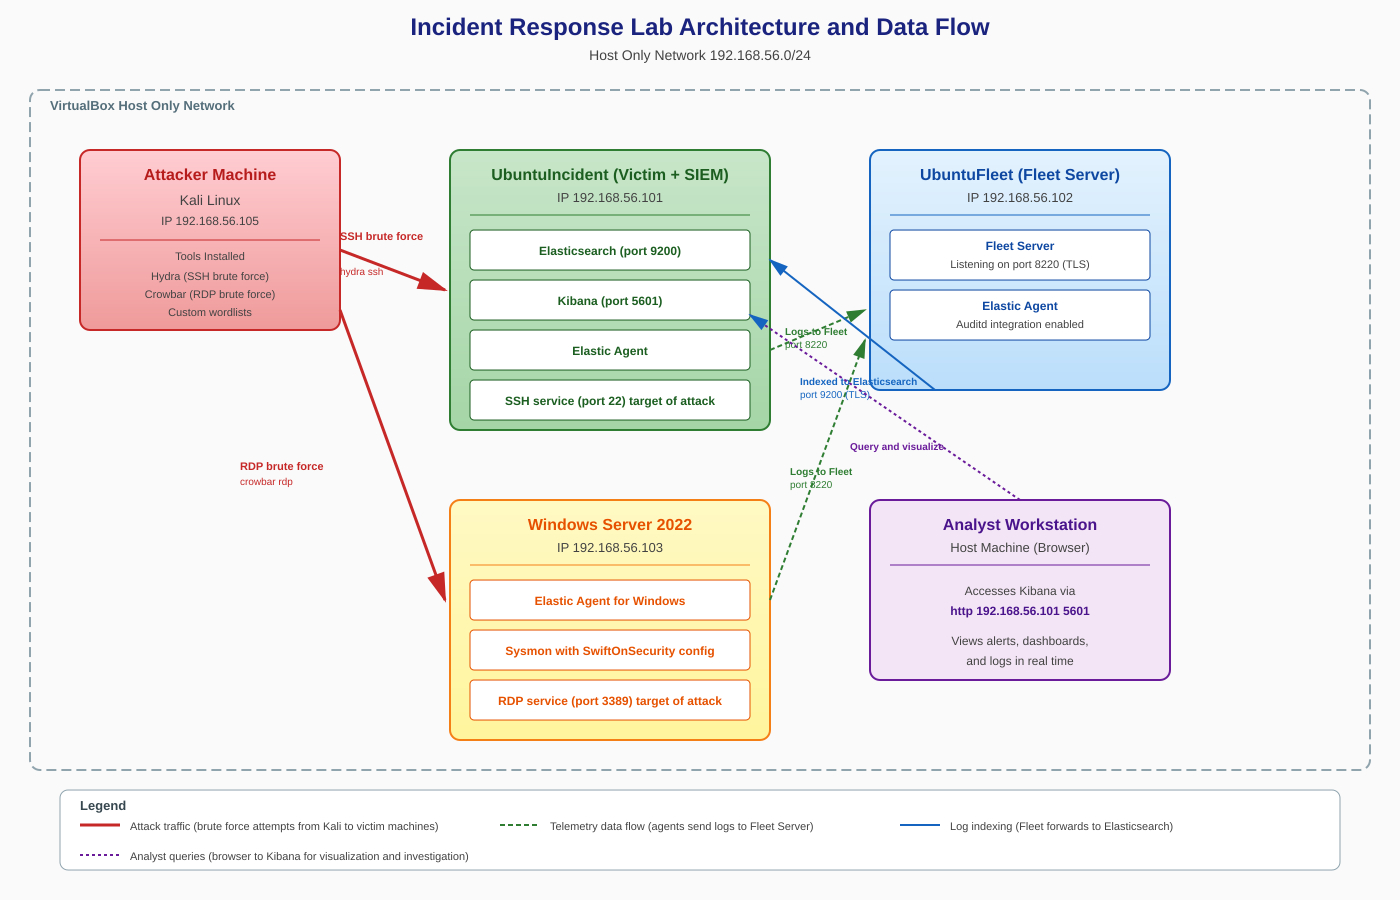 Incident Response Lab Architecture and Data Flow
Host Only Network 192.168.56.0/24
VirtualBox Host Only Network
Attacker Machine
Kali Linux
IP 192.168.56.105
Tools Installed
Hydra (SSH brute force)
Crowbar (RDP brute force)
Custom wordlists
SSH brute force
hydra ssh
RDP brute force
crowbar rdp
UbuntuIncident (Victim + SIEM)
IP 192.168.56.101
Elasticsearch (port 9200)
Kibana (port 5601)
Elastic Agent
SSH service (port 22) target of attack
Logs to Fleet
port 8220
Indexed to Elasticsearch
port 9200 (TLS)
Query and visualize
Logs to Fleet
port 8220
UbuntuFleet (Fleet Server)
IP 192.168.56.102
Fleet Server
Listening on port 8220 (TLS)
Elastic Agent
Auditd integration enabled
Windows Server 2022
IP 192.168.56.103
Elastic Agent for Windows
Sysmon with SwiftOnSecurity config
RDP service (port 3389) target of attack
Analyst Workstation
Host Machine (Browser)
Accesses Kibana via
http 192.168.56.101 5601
Views alerts, dashboards,
and logs in real time
Legend
Attack traffic (brute force attempts from Kali to victim machines)
Telemetry data flow (agents send logs to Fleet Server)
Log indexing (Fleet forwards to Elasticsearch)
Analyst queries (browser to Kibana for visualization and investigation)